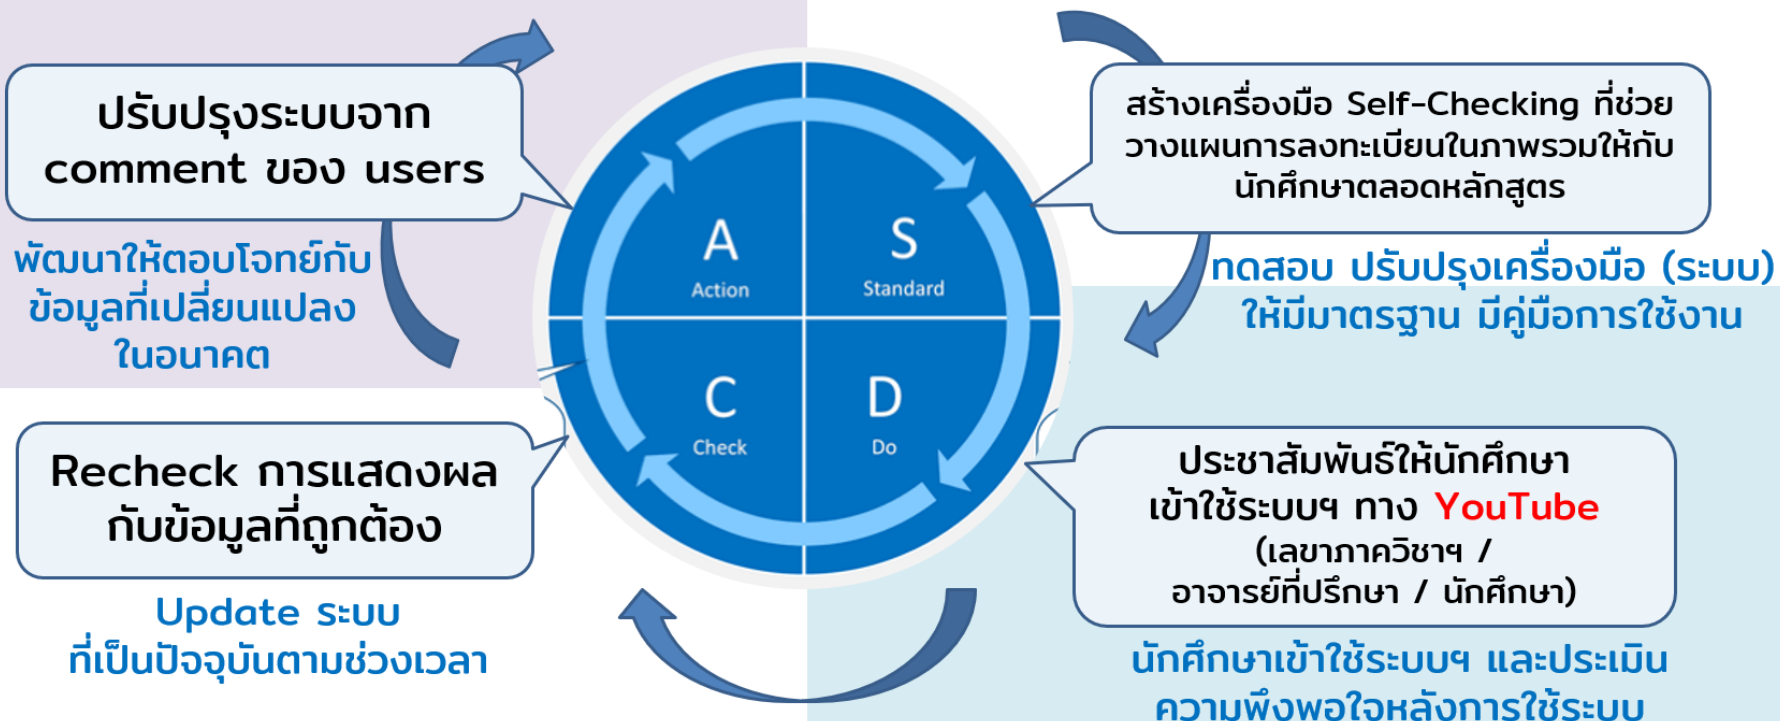 ปรับปรุงระบบจาก
comment ของ users
พัฒนาให้ตอบโจทย์กับ
ข้อมูลที่เปลี่ยนแปลง
ในอนาคต
A
Action
S
Standard
สร้างเครื่องมือ Self-Checking ที่ช่วย
วางแผนการลงทะเบียนในภาพรวมให้กับ
นักศึกษาตลอดหลักสูตร
ทดสอบ ปรับปรุงเครื่องมือ (ระบบ)
ให้มีมาตรฐาน มีคู่มือการใช้งาน
Recheck การแสดงผล
กับข้อมูลที่ถูกต้อง
Update ระบบ
ที่เป็นปัจจุบันตามช่วงเวลา
C
Check
D
Do
ประชาสัมพันธ์ให้นักศึกษา
เข้าใช้ระบบฯ ทาง YouTube
(เลขาภาควิชาฯ /
อาจารย์ที่ปรึกษา / นักศึกษา)
นักศึกษาเข้าใช้ระบบฯ และประเมิน
ความพึงพอใจหลังการใช้ระบบ